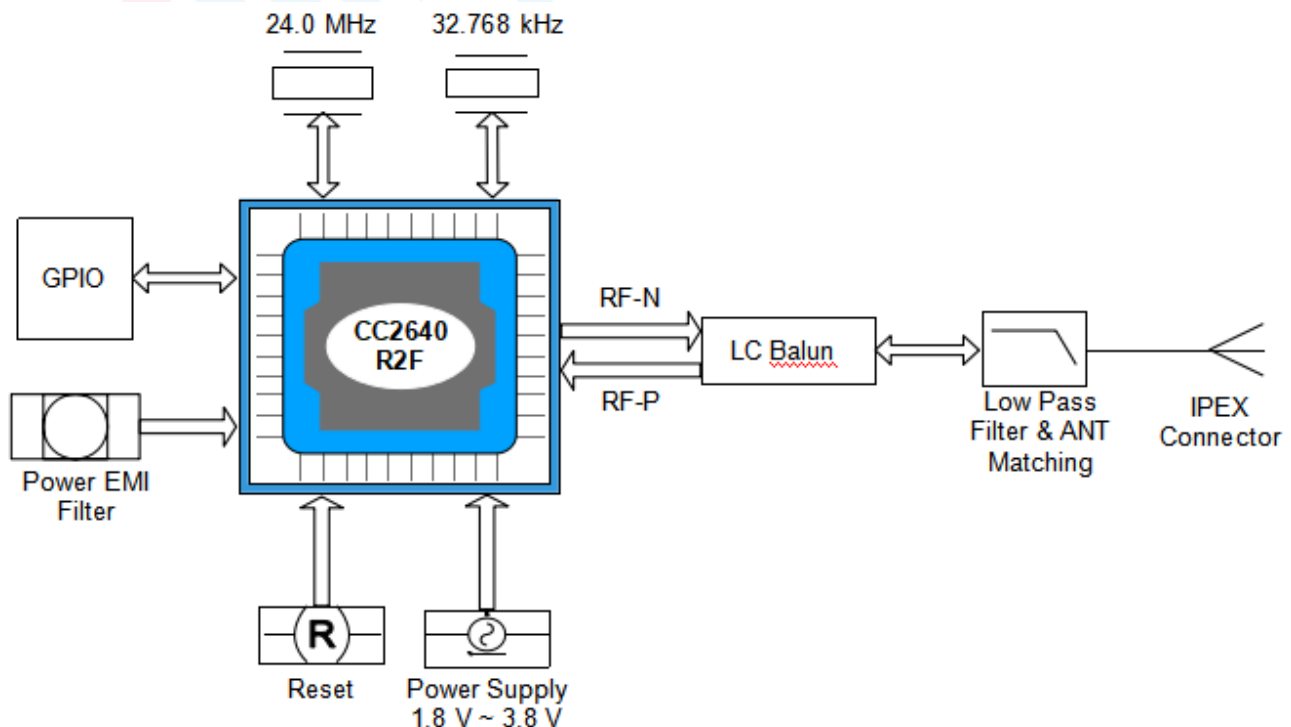 24.0 MHz
32.768 kHz
GPIO
CC2640
R2F
RF-N
RF-P
LC Balun
Low Pass
Filter & ANT
Matching
IPEX
Connector
Power EMI
Filter
R
Reset
Power Supply
1.8 V ~ 3.8 V